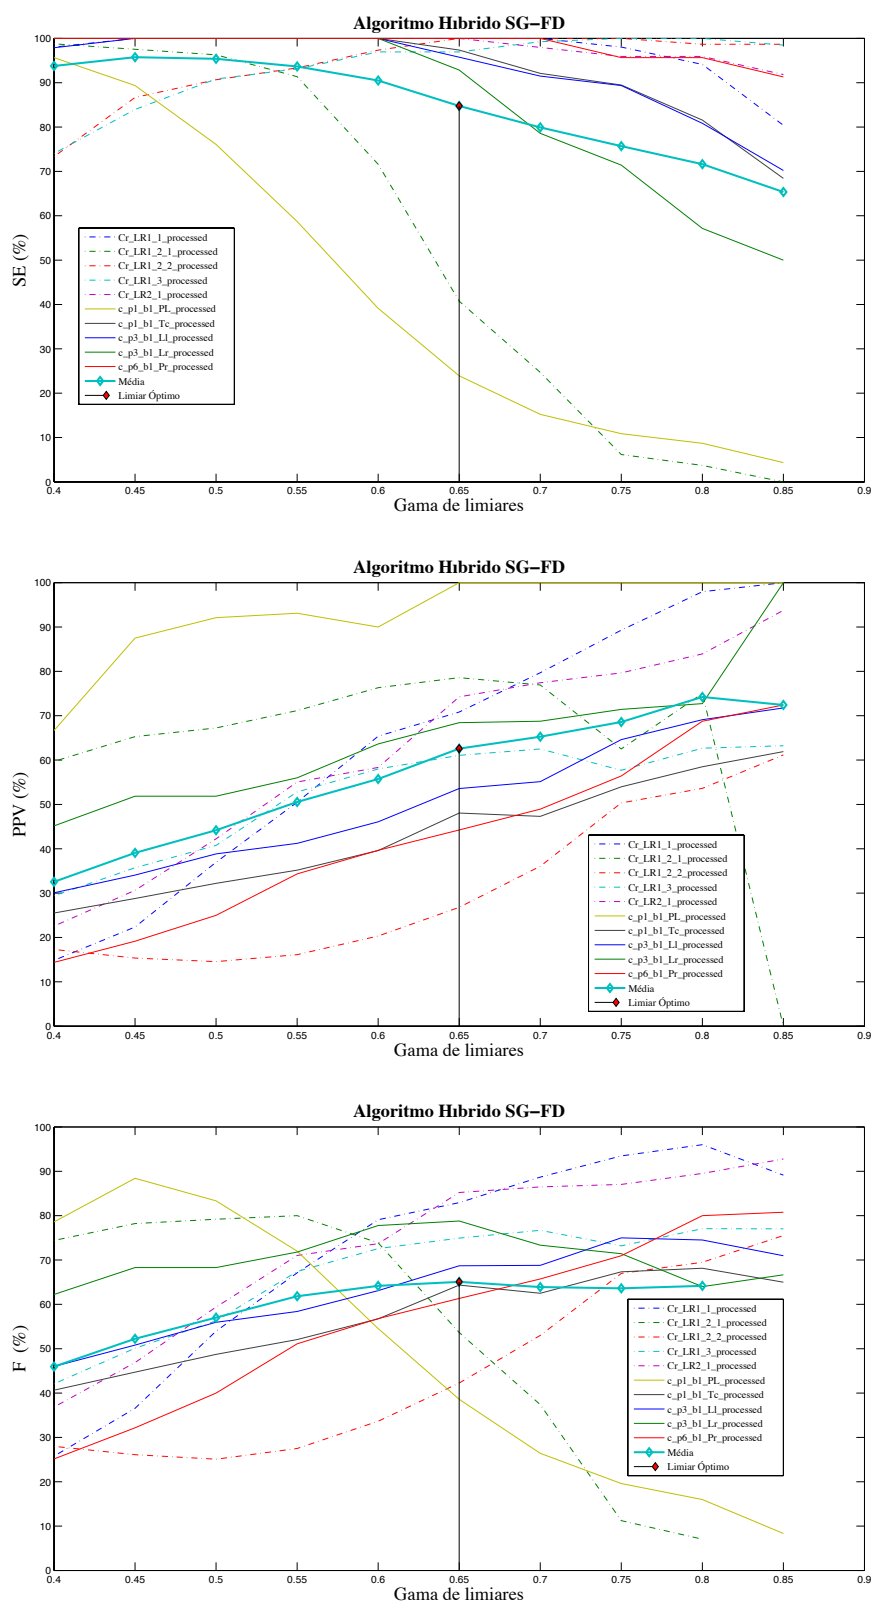 Algoritmo Hıbrido SG−FD
100
90
80
70
60
50
40
30
20
10
0
SE (%)
Cr_LR1_1_processed
Cr_LR1_2_1_processed
Cr_LR1_2_2_processed
Cr_LR1_3_processed
Cr_LR2_1_processed
c_p1_b1_PL_processed
c_p1_b1_Tc_processed
c_p3_b1_Ll_processed
c_p3_b1_Lr_processed
c_p6_b1_Pr_processed
Média
Limiar Óptimo
0.4 0.45 0.5 0.55 0.6 0.65 0.7 0.75 0.8 0.85 0.9
Gama de limiares
Algoritmo Hıbrido SG−FD
100
90
80
70
60
50
40
30
20
10
0
PPV (%)
Cr_LR1_1_processed
Cr_LR1_2_1_processed
Cr_LR1_2_2_processed
Cr_LR1_3_processed
Cr_LR2_1_processed
c_p1_b1_PL_processed
c_p1_b1_Tc_processed
c_p3_b1_Ll_processed
c_p3_b1_Lr_processed
c_p6_b1_Pr_processed
Média
Limiar Óptimo
0.4 0.45 0.5 0.55 0.6 0.65 0.7 0.75 0.8 0.85 0.9
Gama de limiares
Algoritmo Hıbrido SG−FD
100
90
80
70
60
50
40
30
20
10
0
F (%)
Cr_LR1_1_processed
Cr_LR1_2_1_processed
Cr_LR1_2_2_processed
Cr_LR1_3_processed
Cr_LR2_1_processed
c_p1_b1_PL_processed
c_p1_b1_Tc_processed
c_p3_b1_Ll_processed
c_p3_b1_Lr_processed
c_p6_b1_Pr_processed
Média
Limiar Óptimo
0.4 0.45 0.5 0.55 0.6 0.65 0.7 0.75 0.8 0.85 0.9
Gama de limiares